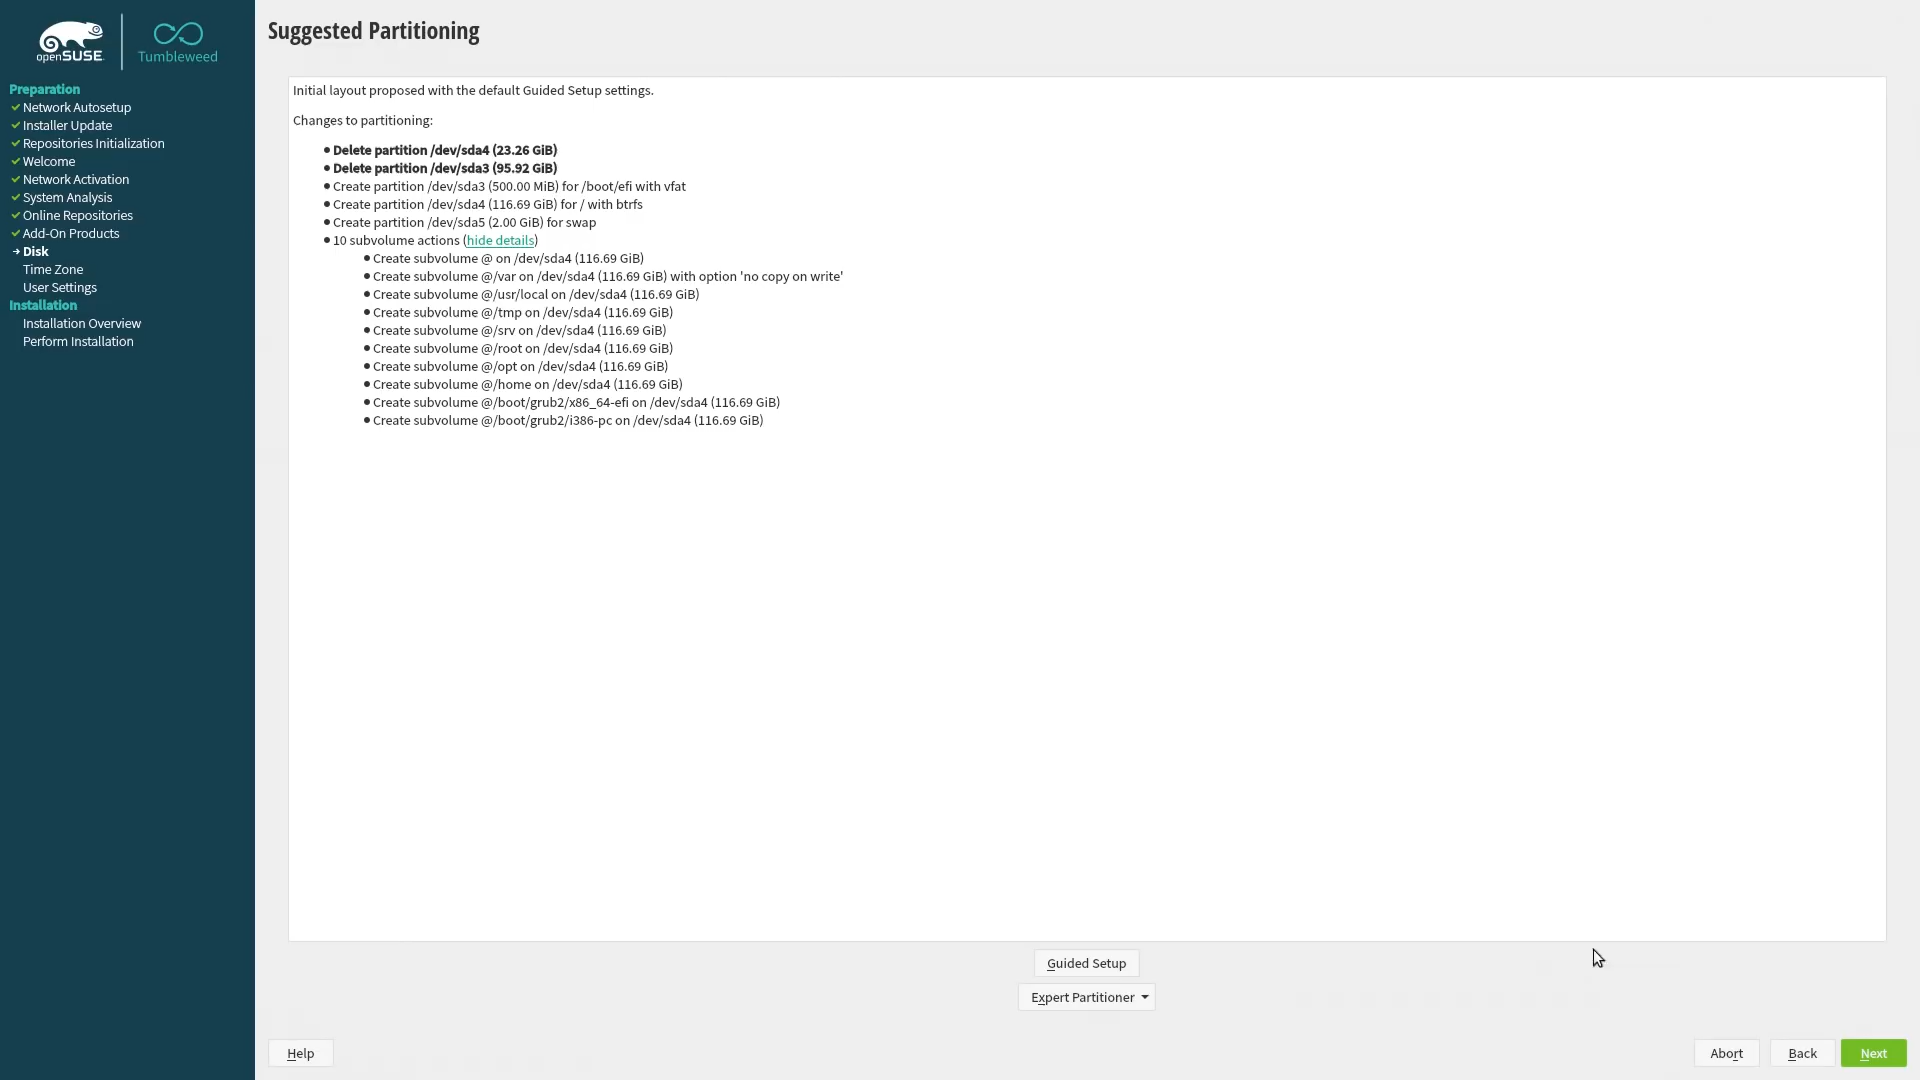 openSUSE
Tumbleweed
Preparation
Network Autosetup
Installer Update
Repositories Initialization
Welcome
Network Activation
System Analysis
Online Repositories
Add-On Products
Disk
Time Zone
User Settings
Installation
Installation Overview
Perform Installation
Suggested Partitioning
Initial layout proposed with the default Guided Setup settings.
Changes to partitioning:
Delete partition /dev/sda4 (23.26 GiB)
Delete partition /dev/sda3 (95.92 GiB)
Create partition /dev/sda3 (500.00 MiB) for /boot/efi with vfat
Create partition /dev/sda4 (116.69 GiB) for / with btrfs
Create partition /dev/sda5 (2.00 GiB) for swap
10 subvolume actions (hide details)
Create subvolume @ on /dev/sda4 (116.69 GiB)
Create subvolume @/var on /dev/sda4 (116.69 GiB) with option 'no copy on write'
Create subvolume @/usr/local on /dev/sda4 (116.69 GiB)
Create subvolume @/tmp on /dev/sda4 (116.69 GiB)
Create subvolume @/srv on /dev/sda4 (116.69 GiB)
Create subvolume @/root on /dev/sda4 (116.69 GiB)
Create subvolume @/opt on /dev/sda4 (116.69 GiB)
Create subvolume @/home on /dev/sda4 (116.69 GiB)
Create subvolume @/boot/grub2/x86_64-efi on /dev/sda4 (116.69 GiB)
Create subvolume @/boot/grub2/i386-pc on /dev/sda4 (116.69 GiB)
Guided Setup
Expert Partitioner
Help
Abort
Back
Next